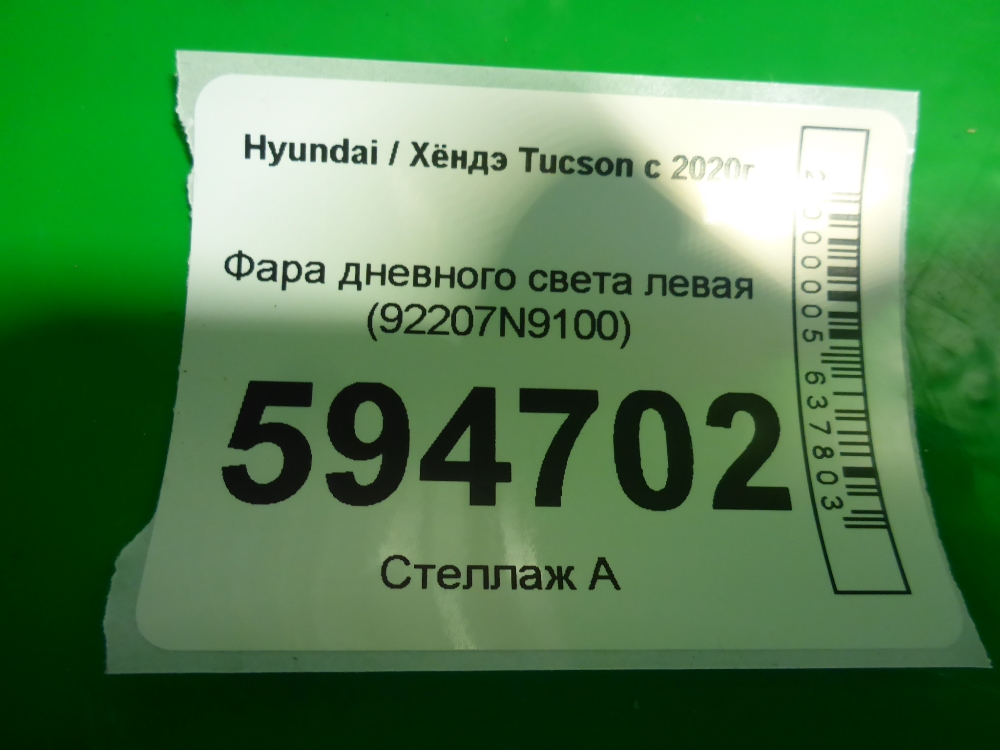 Hyundai / Хёндэ Tucson с 2020г
Фара дневного света левая
(92207N9100)
594702
Стеллаж А
2000005637803